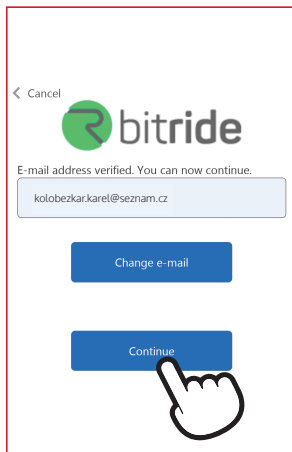 Cancel
bitride
E-mail address verified. You can now continue.
kolobezkar.karel@seznam.cz
Change e-mail
Continue